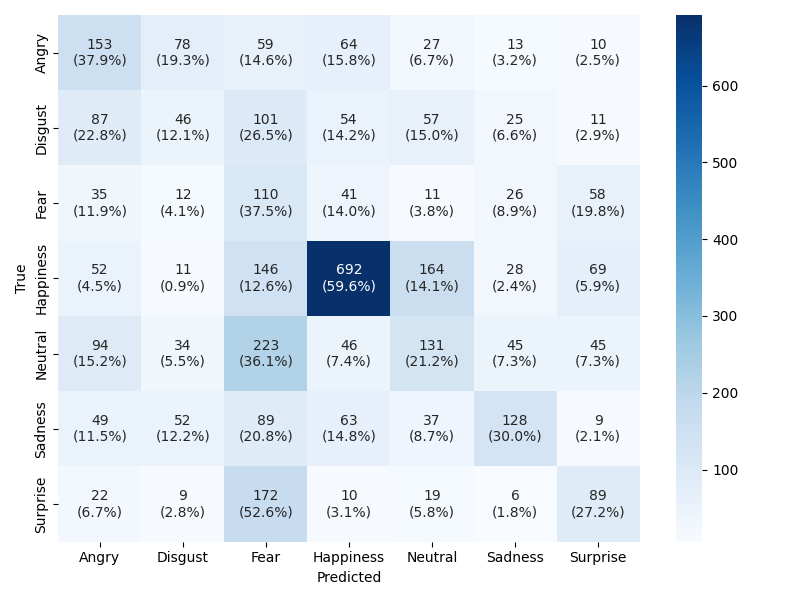 Angry 153 78 59 64 27 13 10
(37.9%) (19.3%) (14.6%) (15.8%) (6.7%) (3.2%) (2.5%)
Disgust 87 46 101 54 57 25 11
(22.8%) (12.1%) (26.5%) (14.2%) (15.0%) (6.6%) (2.9%)
Fear 35 12 110 41 11 26 58
(11.9%) (4.1%) (37.5%) (14.0%) (3.8%) (8.9%) (19.8%)
True
Happiness 52 11 146 692 164 28 69
(4.5%) (0.9%) (12.6%) (59.6%) (14.1%) (2.4%) (5.9%)
Neutral 94 34 223 46 131 45 45
(15.2%) (5.5%) (36.1%) (7.4%) (21.2%) (7.3%) (7.3%)
Sadness 49 52 89 63 37 128 9
(11.5%) (12.2%) (20.8%) (14.8%) (8.7%) (30.0%) (2.1%)
Surprise 22 9 172 10 19 6 89
(6.7%) (2.8%) (52.6%) (3.1%) (5.8%) (1.8%) (27.2%)
Angry Disgust Fear Happiness Neutral Sadness Surprise
Predicted
600
500
400
300
200
100